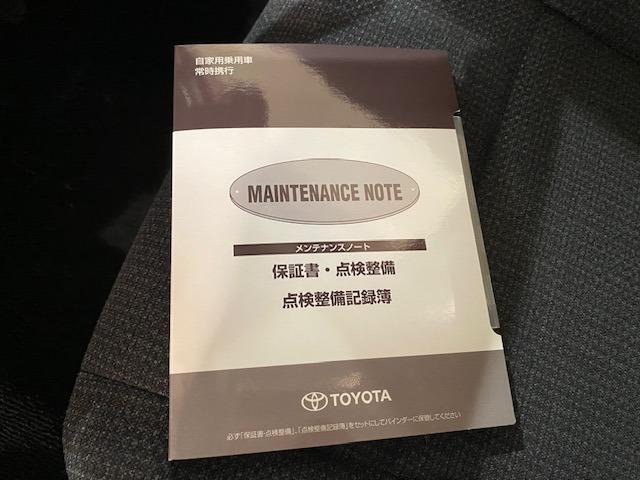 自家用乗用車
常時携行
MAINTENANCE NOTE
メンテナンスノート
保証書・点検整備
点検整備記録簿
TOYOTA
必ず「保証書・点検整備」、「点検整備記録簿」をセットにしてバインダーに保管してください